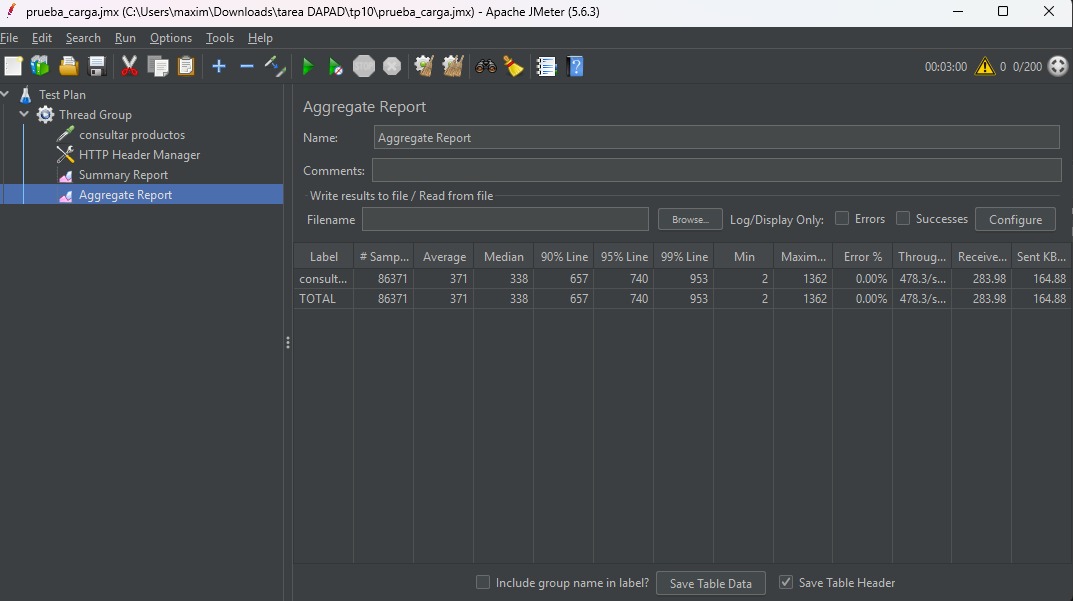 prueba_carga.jmx (C:\Users\maxim\Downloads\tarea DAPAD\tp10\prueba_carga.jmx) - Apache JMeter (5.6.3)
File Edit Search Run Options Tools Help
00:03:00 0 0/200
Test Plan
Thread Group
consultar productos
HTTP Header Manager
Summary Report
Aggregate Report
Aggregate Report
Name: Aggregate Report
Comments:
Write results to file / Read from file
Filename Browse... Log/Display Only: Errors Successes Configure
Label # Samp... Average Median 90% Line 95% Line 99% Line Min Maxim... Error % Throug... Receive... Sent KB...
consult... 86371 371 338 657 740 953 2 1362 0.00% 478.3/s... 283.98 164.88
TOTAL 86371 371 338 657 740 953 2 1362 0.00% 478.3/s... 283.98 164.88
Include group name in label? Save Table Data Save Table Header